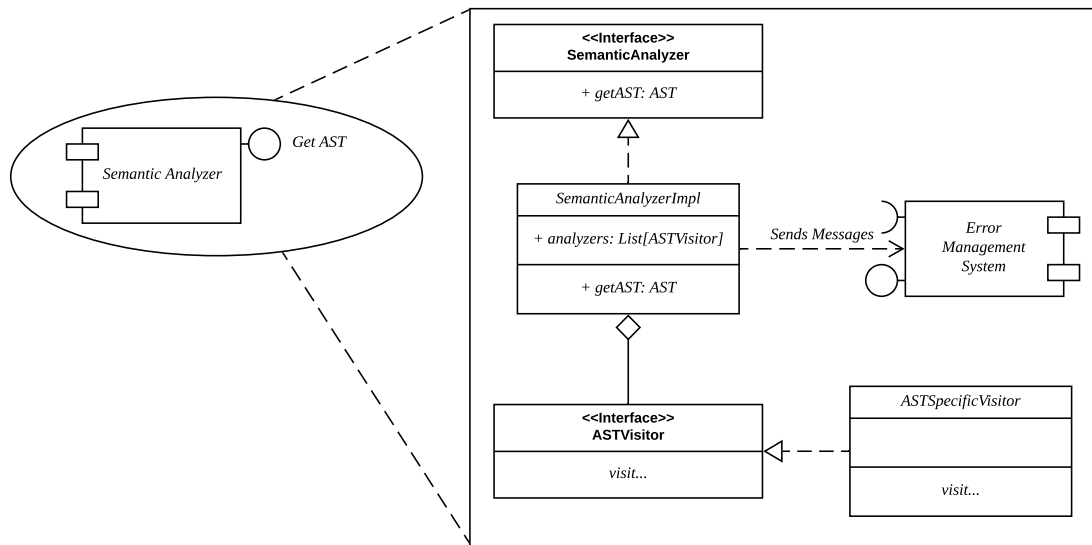 <<Interface>>
SemanticAnalyzer
+ getAST: AST
Get AST
Semantic Analyzer
SemanticAnalyzerImpl
+ analyzers: List[ASTVisitor]
+ getAST: AST
Sends Messages
Error
Management
System
<<Interface>>
ASTVisitor
visit...
ASTSpecificVisitor
visit...